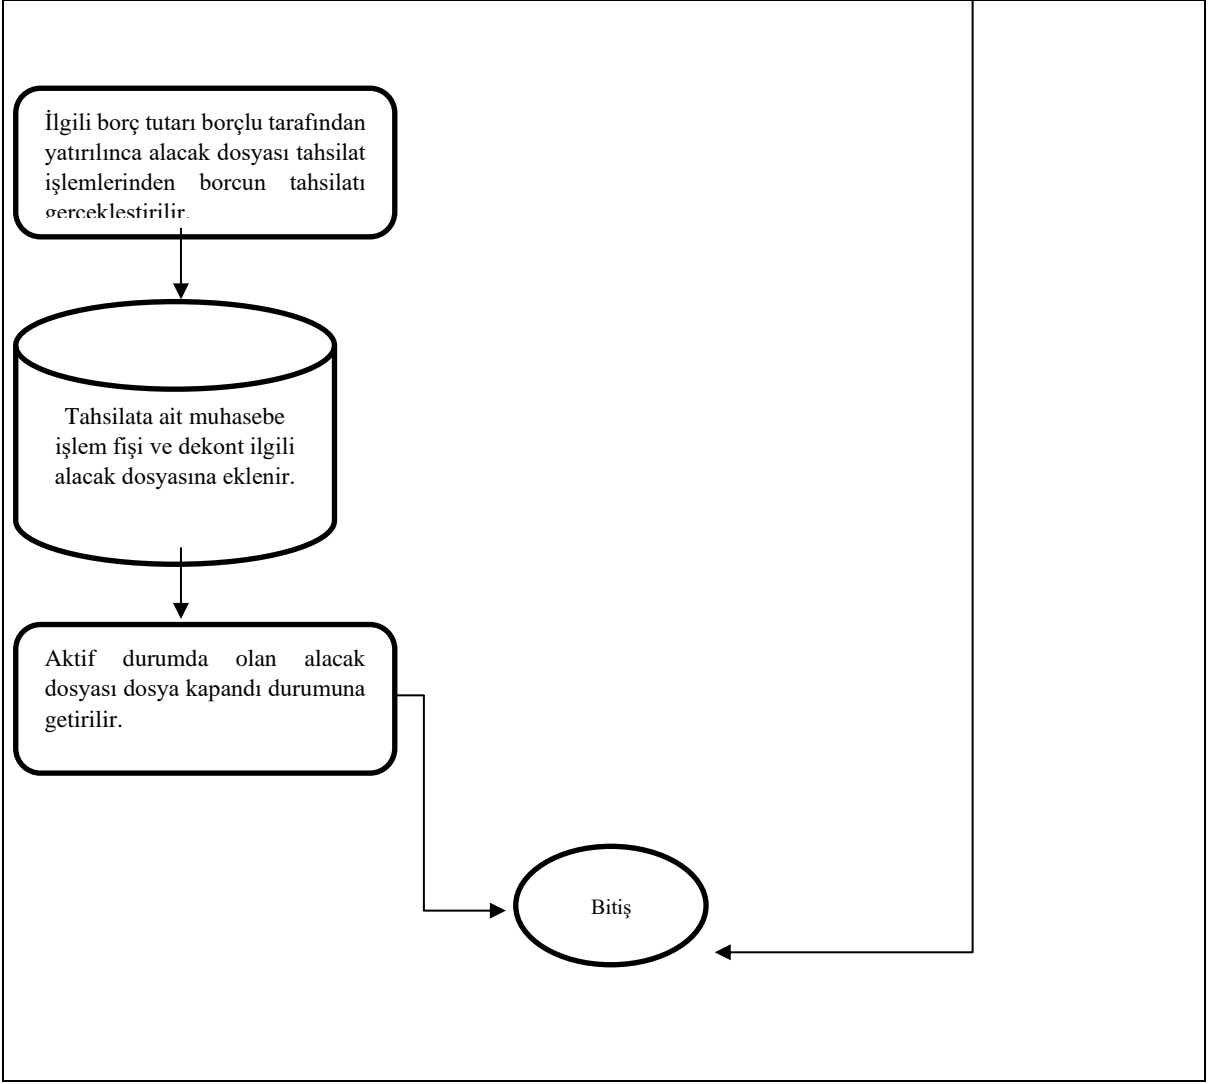 İlgili borç tutarı borçlu tarafından
yatırılınca alacak dosyası tahsilat
işlemlerinden borcun tahsilatı
gerçekleştirilir.
Tahsilata ait muhasebe
işlem fişi ve dekont ilgili
alacak dosyasına eklenir.
Aktif durumda olan alacak
dosyası dosya kapandı durumuna
getirilir.
Bitiş